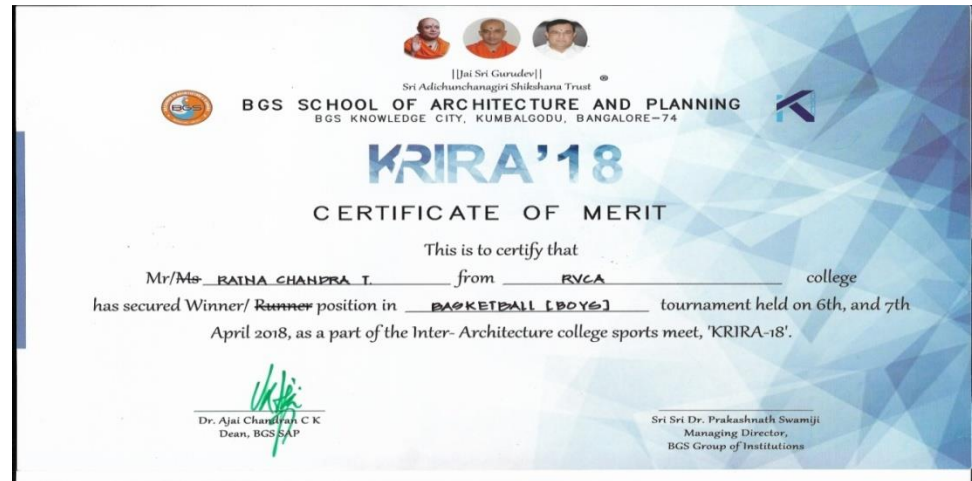 ||Jai Sri Gurudev||
Sri Adichunchanagiri Shikshana Trust ®
BGS
BGS SCHOOL OF ARCHITECTURE AND PLANNING
BGS KNOWLEDGE CITY, KUMBALGODU, BANGALORE-74
KRIRA'18
CERTIFICATE OF MERIT
This is to certify that
Mr/Ms RATNA CHANDRA T. from RVCA college
has secured Winner/ Runner position in BASKETBALL [BOYS] tournament held on 6th, and 7th
April 2018, as a part of the Inter- Architecture college sports meet, 'KRIRA-18'.
Dr. Ajai Chandran C K
Dean, BGS SAP
Sri Sri Dr. Prakashnath Swamiji
Managing Director,
BGS Group of Institutions